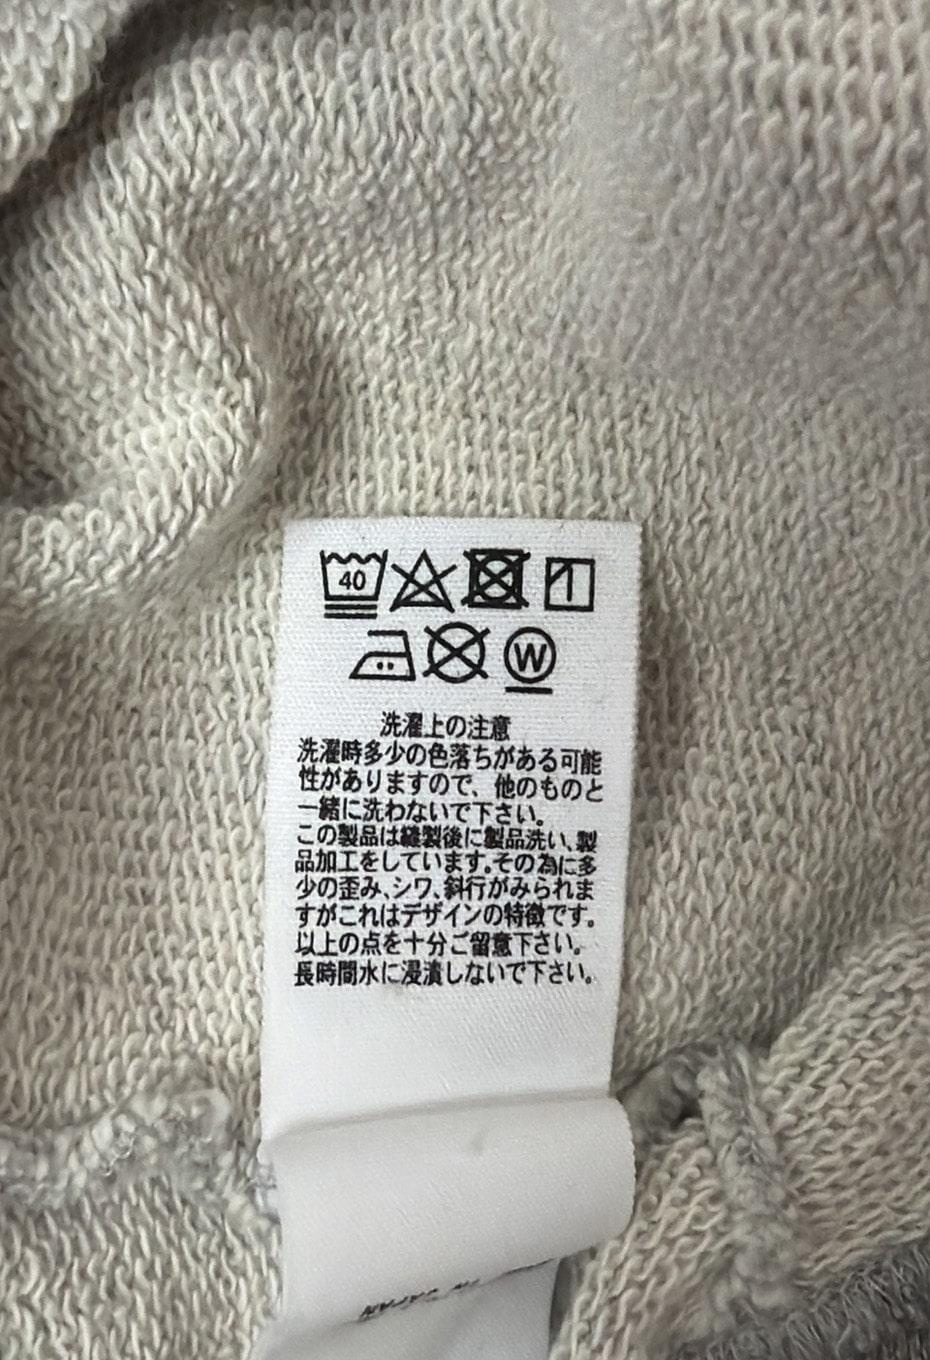 40
W
洗濯上の注意
洗濯時多少の色落ちがある可能
性がありますので、他のものと
一緒に洗わないで下さい。
この製品は縫製後に製品洗い、製
品加工をしています。その為に多
少の歪み、シワ、斜行がみられま
すがこれはデザインの特徴です。
以上の点を十分ご留意下さい。
長時間水に浸漬しないで下さい。
IN JAPAN